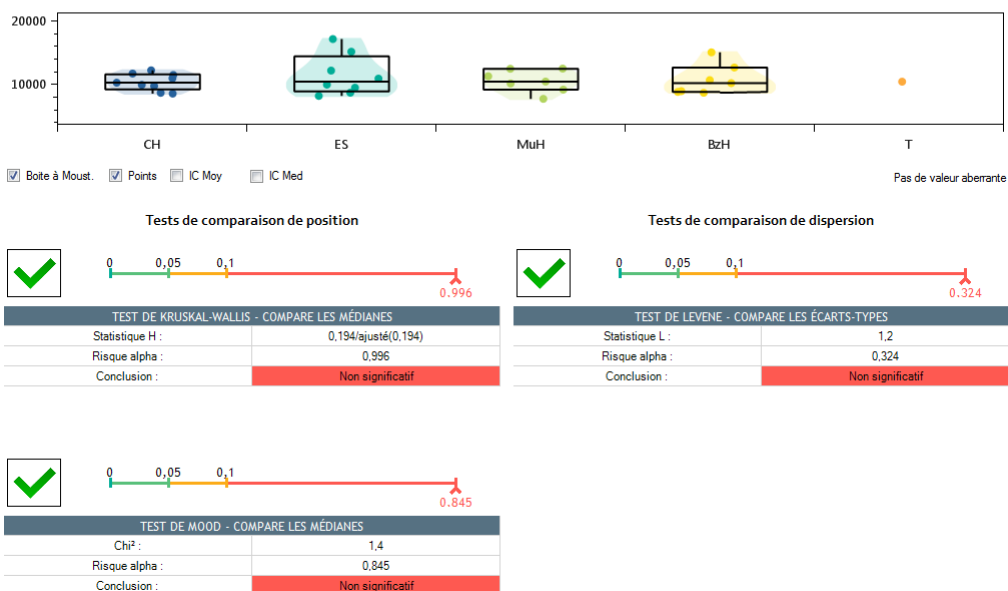 20000
10000
CH ES MuH BzH T
Boite à Moust. Points IC Moy IC Med Pas de valeur aberrante
Tests de comparaison de position
0 0,05 0,1
0.996
TEST DE KRUSKAL-WALLIS - COMPARE LES MÉDIANES
Statistique H : 0,194/ajusté(0,194)
Risque alpha : 0,996
Conclusion : Non significatif
Tests de comparaison de dispersion
0 0,05 0,1
0.324
TEST DE LEVENE - COMPARE LES ÉCARTS-TYPES
Statistique L : 1,2
Risque alpha : 0,324
Conclusion : Non significatif
0 0,05 0,1
0.845
TEST DE MOOD - COMPARE LES MÉDIANES
Chi² : 1,4
Risque alpha : 0,845
Conclusion : Non significatif